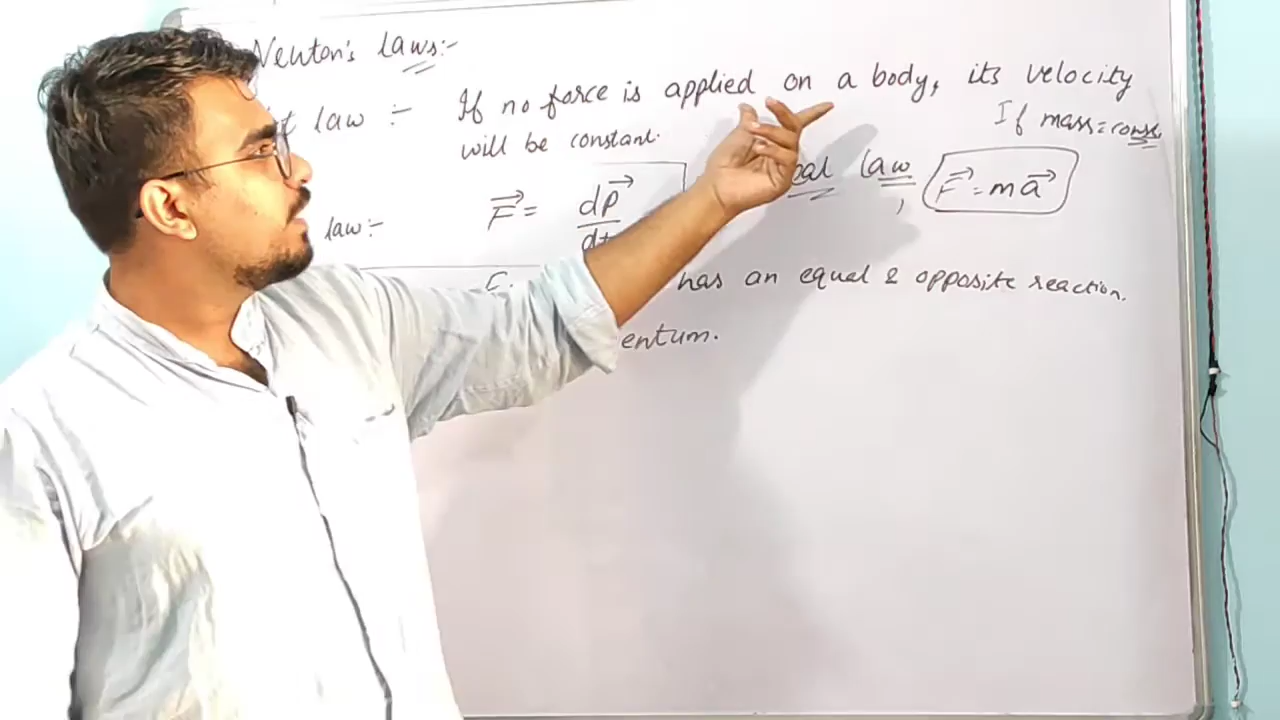 Newton's laws:-
law :- If no force is applied on a body, its velocity
will be constant.
If mass = const.
law:- F = dp/dt law, F = ma
has an equal & opposite reaction.
entum.